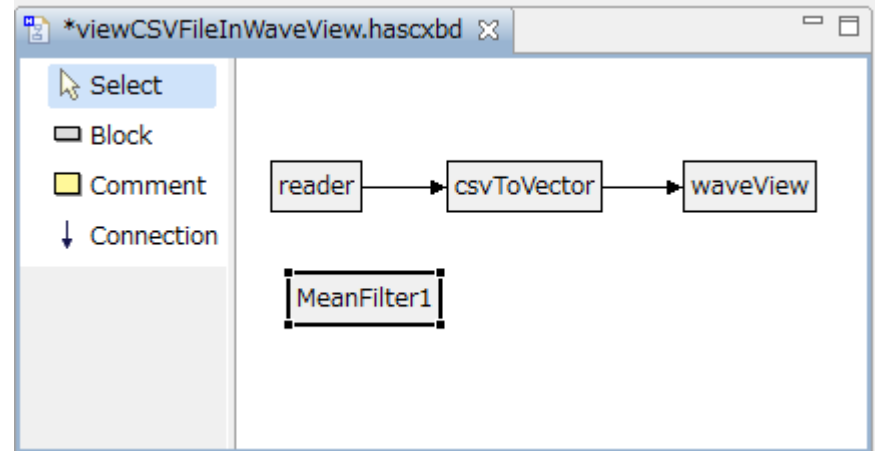 *viewCSVFileInWaveView.hascxbd
Select
Block
Comment
Connection
reader
csvToVector
waveView
MeanFilter1